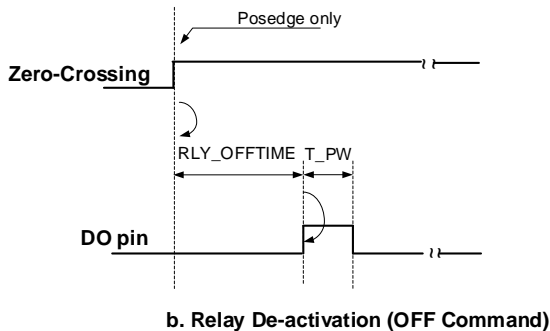 Posedge only
Zero-Crossing
RLY_OFFTIME T_PW
DO pin
b. Relay De-activation (OFF Command)